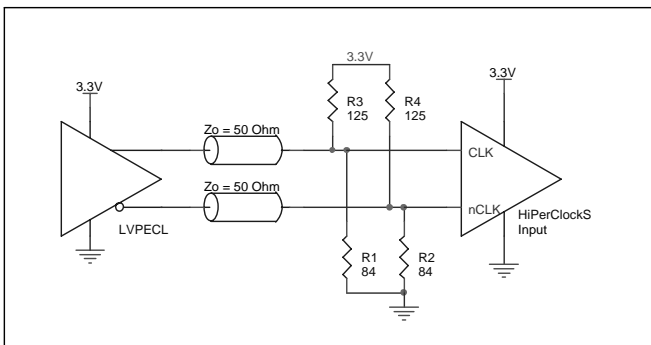 3.3V
3.3V
3.3V
R3
125
R4
125
Zo = 50 Ohm
CLK
Zo = 50 Ohm
nCLK
HiPerClockS
Input
LVPECL
R1
84
R2
84